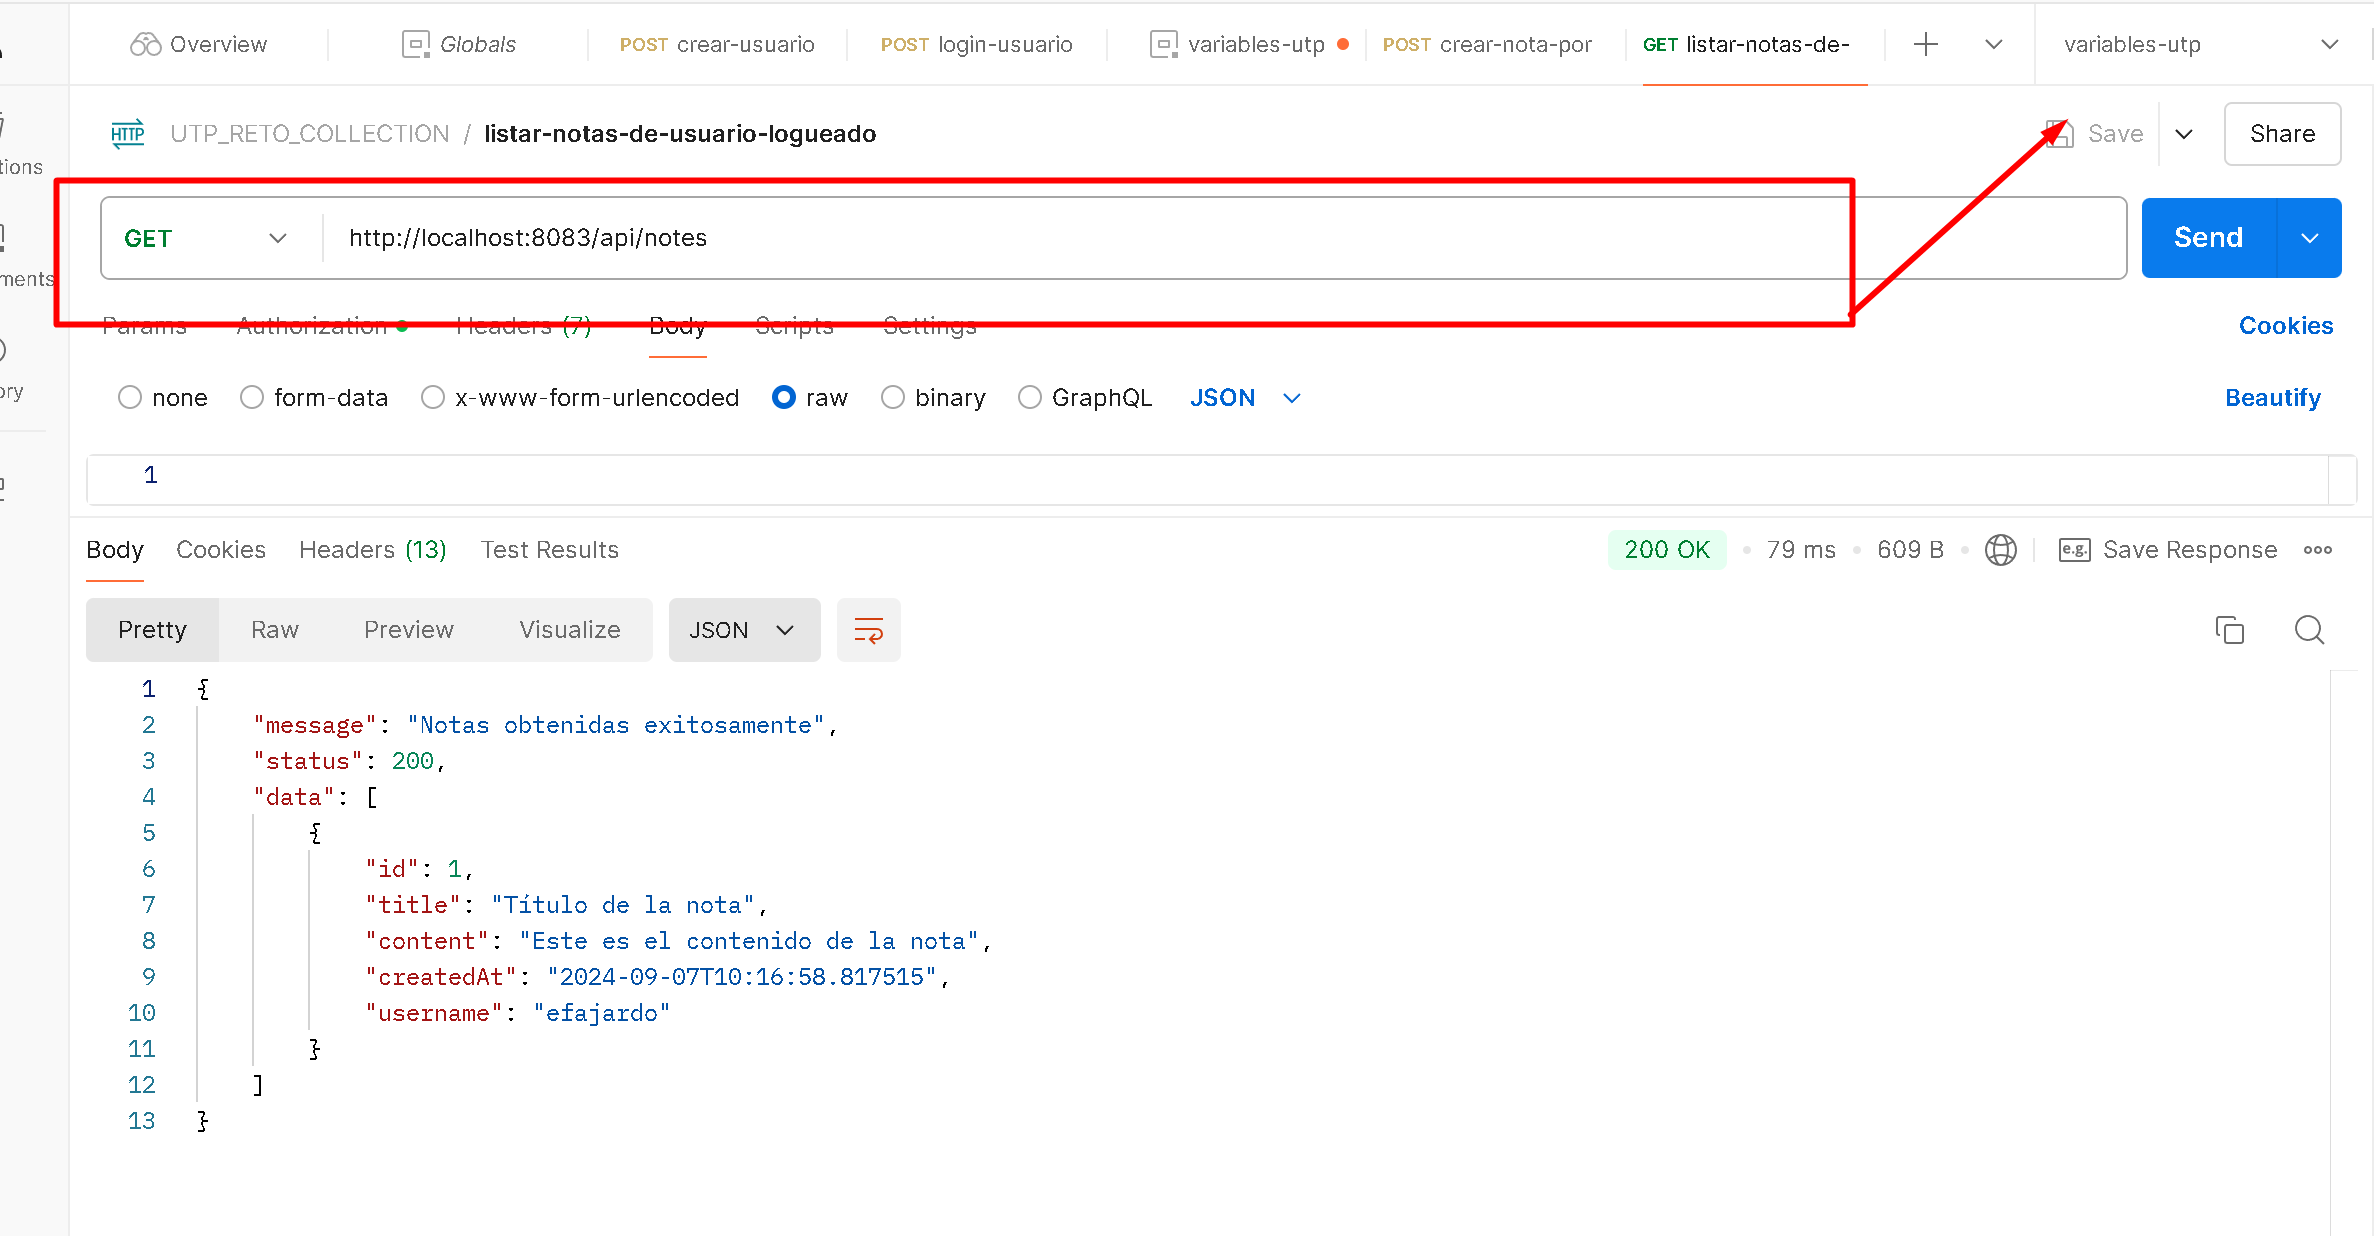 Overview
Globals
POST crear-usuario
POST login-usuario
variables-utp
POST crear-nota-por
GET listar-notas-de-
variables-utp
HTTP UTP_RETO_COLLECTION / listar-notas-de-usuario-logueado
Save
Share
tions
GET http://localhost:8083/api/notes
Send
ments
Params Authorization Headers (7) Body Scripts Settings
Cookies
ory
none form-data x-www-form-urlencoded raw binary GraphQL JSON
Beautify
1
Body Cookies Headers (13) Test Results
200 OK • 79 ms • 609 B • e.g. Save Response
Pretty Raw Preview Visualize JSON
1 {
2 "message": "Notas obtenidas exitosamente",
3 "status": 200,
4 "data": [
5 {
6 "id": 1,
7 "title": "Título de la nota",
8 "content": "Este es el contenido de la nota",
9 "createdAt": "2024-09-07T10:16:58.817515",
10 "username": "efajardo"
11 }
12 ]
13 }